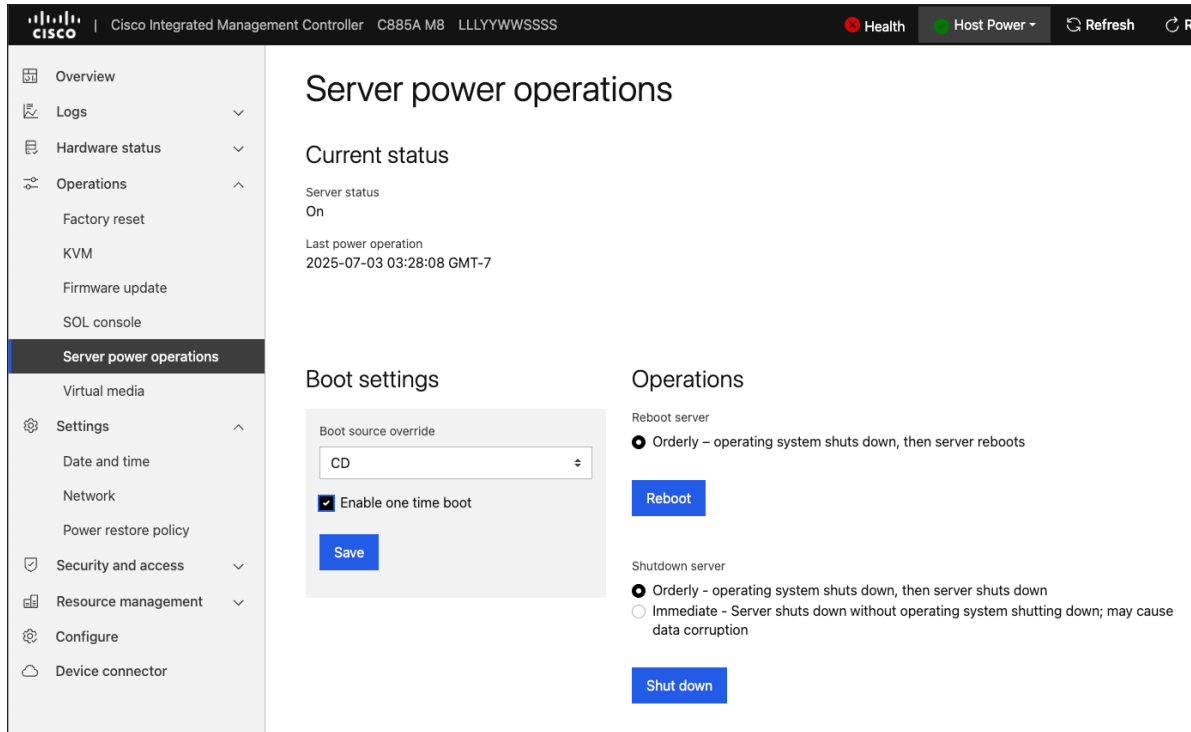 cisco | Cisco Integrated Management Controller C885A M8 LLLYYWWSSSS Health Host Power Refresh
Overview
Logs
Hardware status
Operations
Factory reset
KVM
Firmware update
SOL console
Server power operations
Virtual media
Settings
Date and time
Network
Power restore policy
Security and access
Resource management
Configure
Device connector
Server power operations
Current status
Server status
On
Last power operation
2025-07-03 03:28:08 GMT-7
Boot settings
Boot source override
CD
Enable one time boot
Save
Operations
Reboot server
Orderly – operating system shuts down, then server reboots
Reboot
Shutdown server
Orderly - operating system shuts down, then server shuts down
Immediate - Server shuts down without operating system shutting down; may cause
data corruption
Shut down